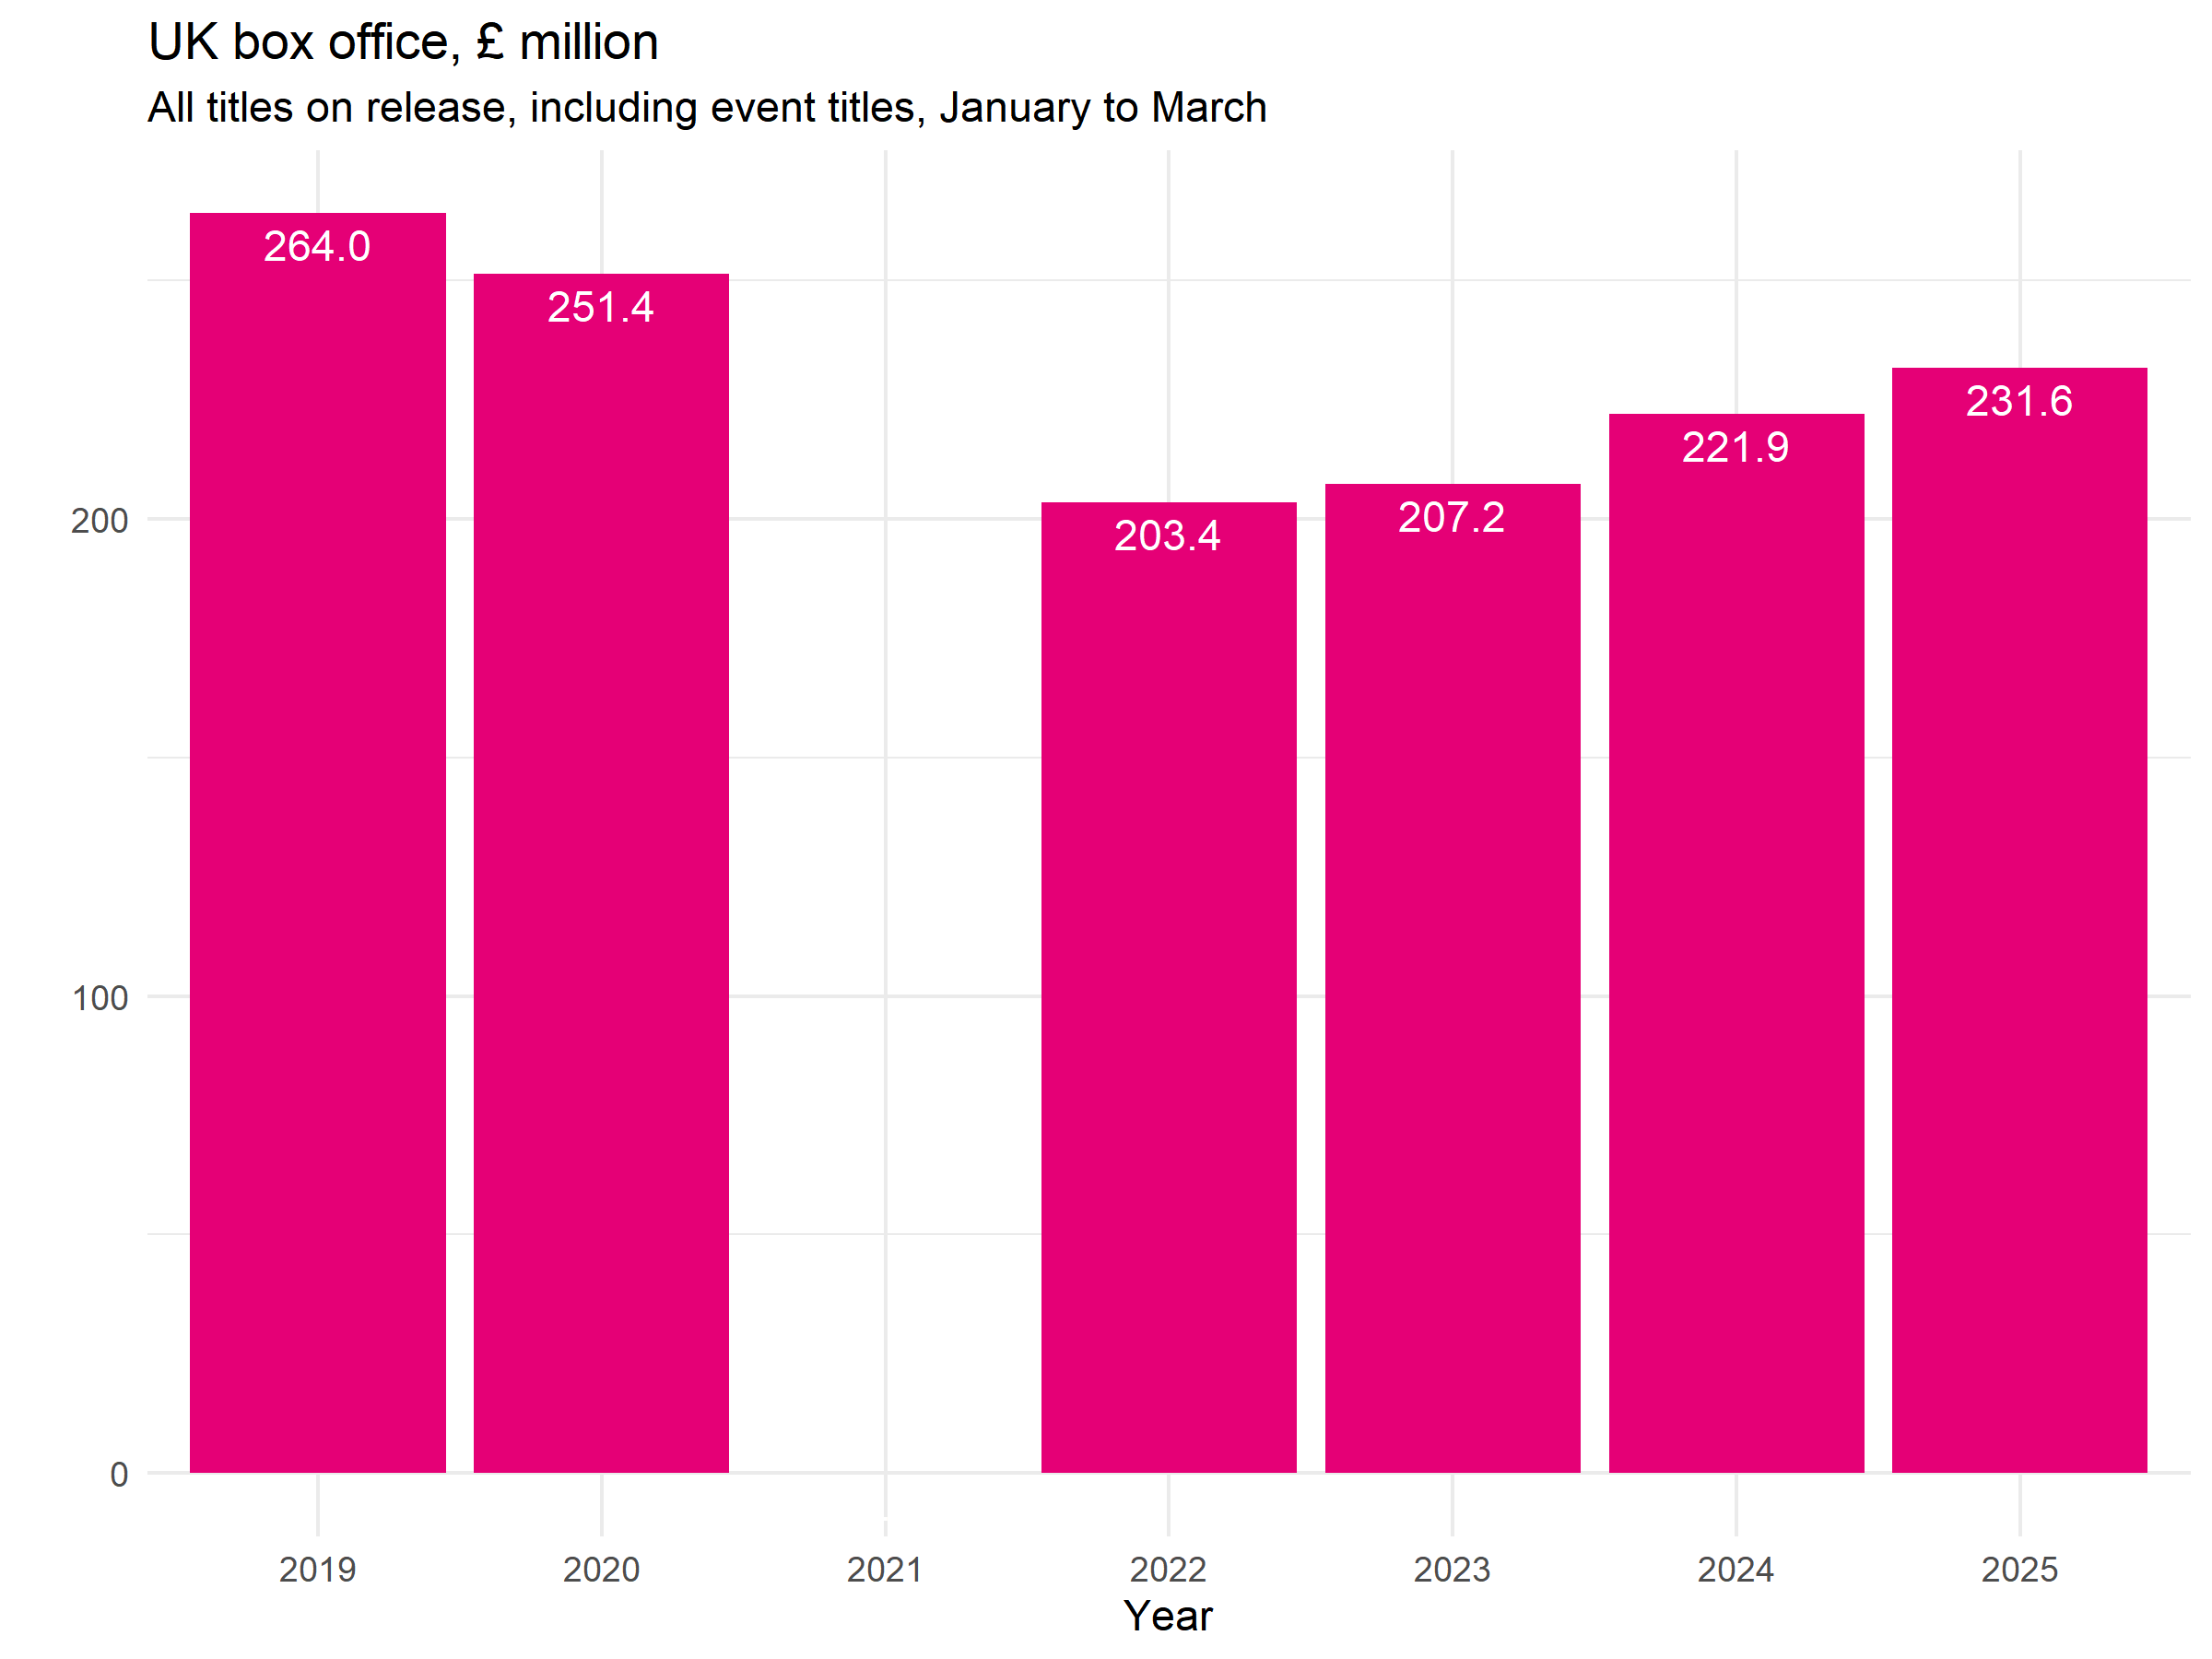 UK box office, £ million
All titles on release, including event titles, January to March
264.0
251.4
203.4
207.2
221.9
231.6
200
100
0
2019 2020 2021 2022 2023 2024 2025
Year